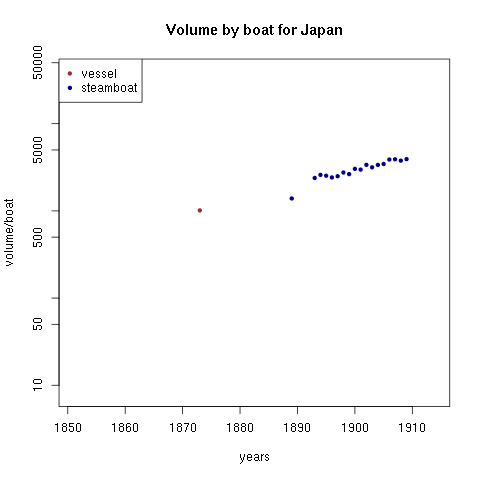 Volume by boat for Japan
vessel
steamboat
volume/boat
50000
5000
500
50
10
1850 1860 1870 1880 1890 1900 1910
years